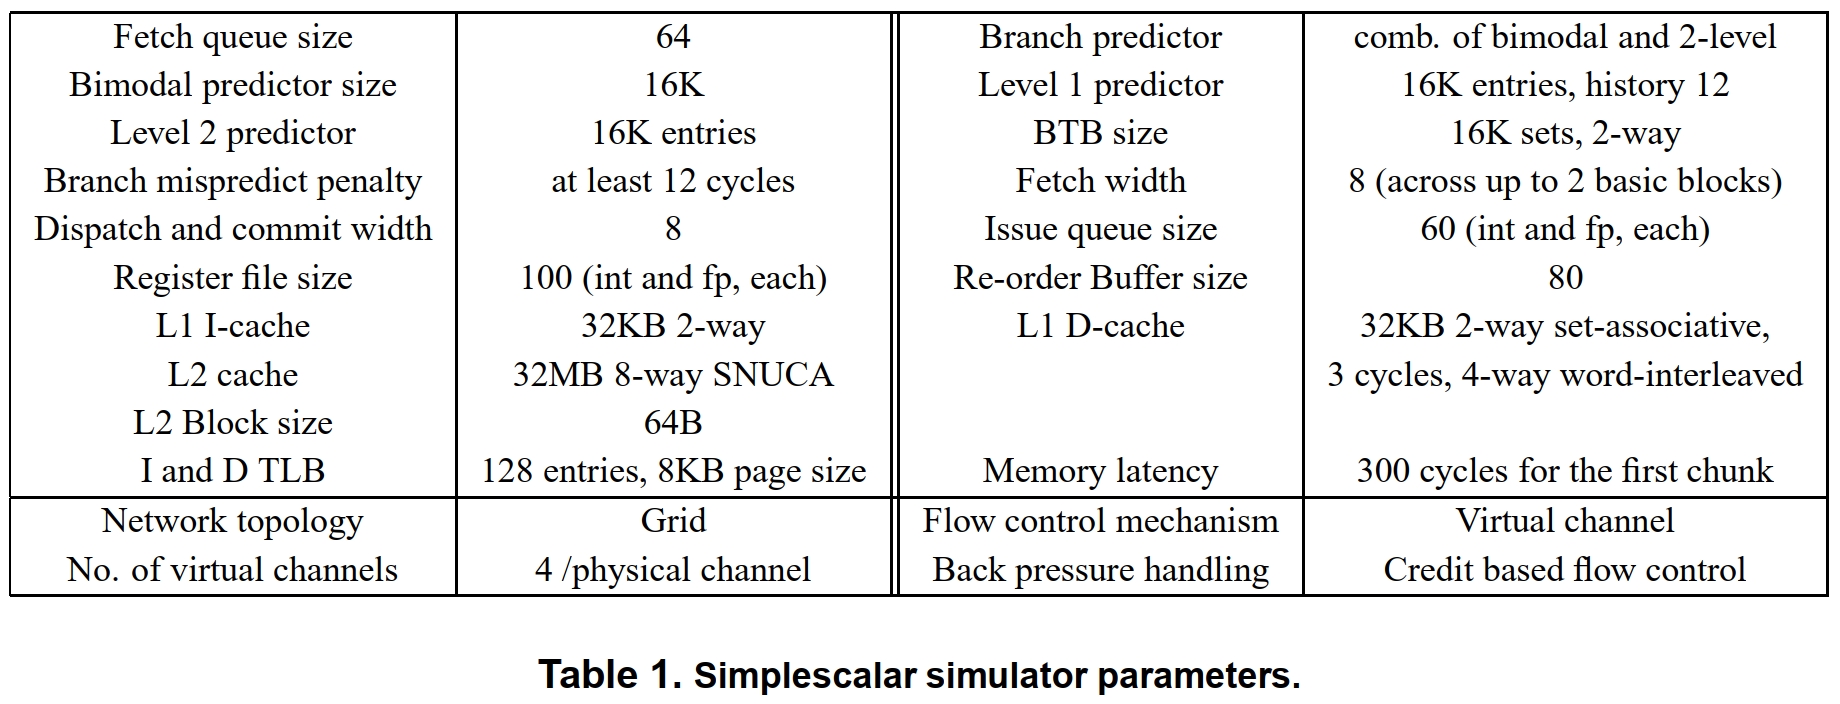 Fetch queue size 64 Branch predictor comb. of bimodal and 2-level
Bimodal predictor size 16K Level 1 predictor 16K entries, history 12
Level 2 predictor 16K entries BTB size 16K sets, 2-way
Branch mispredict penalty at least 12 cycles Fetch width 8 (across up to 2 basic blocks)
Dispatch and commit width 8 Issue queue size 60 (int and fp, each)
Register file size 100 (int and fp, each) Re-order Buffer size 80
L1 I-cache 32KB 2-way L1 D-cache 32KB 2-way set-associative,
L2 cache 32MB 8-way SNUCA 3 cycles, 4-way word-interleaved
L2 Block size 64B
I and D TLB 128 entries, 8KB page size Memory latency 300 cycles for the first chunk
Network topology Grid Flow control mechanism Virtual channel
No. of virtual channels 4 /physical channel Back pressure handling Credit based flow control
Table 1. Simplescalar simulator parameters.